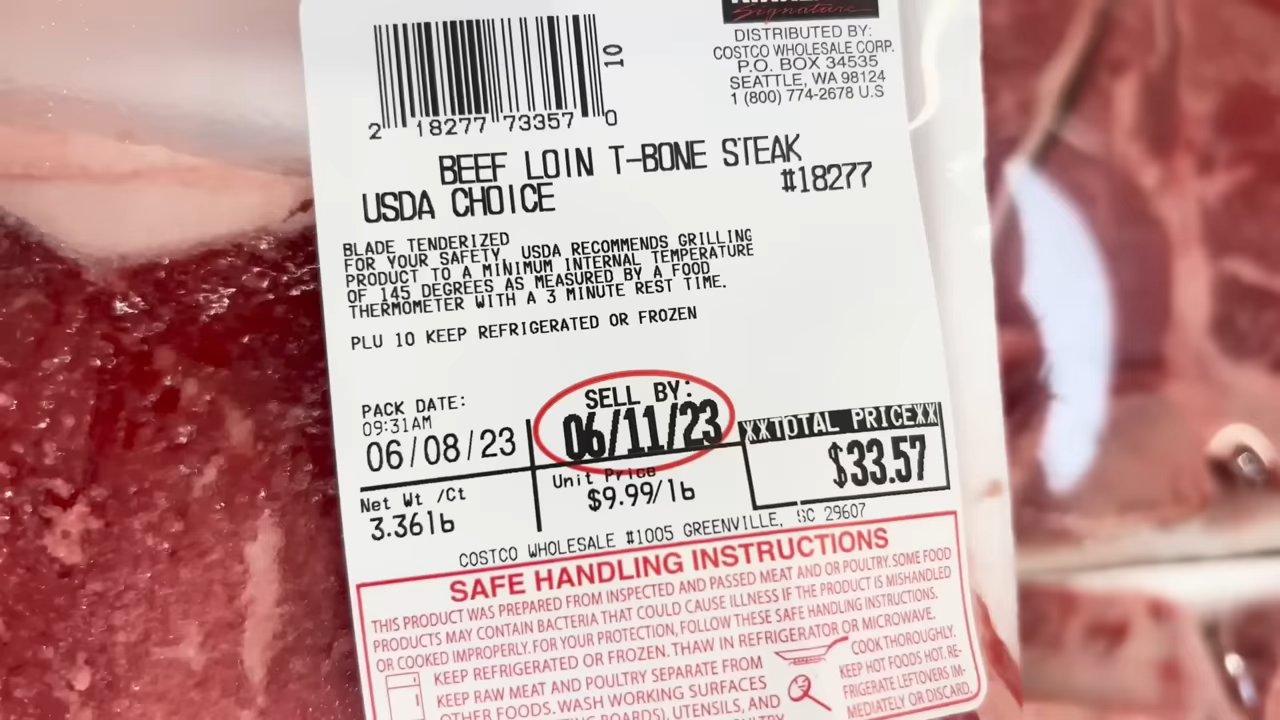 Signature
DISTRIBUTED BY:
COSTCO WHOLESALE CORP.
P.O. BOX 34535
SEATTLE, WA 98124
1 (800) 774-2678 U.S
10
2 18277 73357 0
BEEF LOIN T-BONE STEAK
USDA CHOICE #18277
BLADE TENDERIZED
FOR YOUR SAFETY, USDA RECOMMENDS GRILLING
PRODUCT TO A MINIMUM INTERNAL TEMPERATURE
OF 145 DEGREES AS MEASURED BY A FOOD
THERMOMETER WITH A 3 MINUTE REST TIME.
PLU 10 KEEP REFRIGERATED OR FROZEN
PACK DATE:
09:31AM
06/08/23
SELL BY:
06/11/23
XXTOTAL PRICEXX
$33.57
Net Wt /Ct
3.36lb
Unit Price
$9.99/lb
COSTCO WHOLESALE #1005 GREENVILLE, SC 29607
SAFE HANDLING INSTRUCTIONS
THIS PRODUCT WAS PREPARED FROM INSPECTED AND PASSED MEAT AND OR POULTRY. SOME FOOD
PRODUCTS MAY CONTAIN BACTERIA THAT COULD CAUSE ILLNESS IF THE PRODUCT IS MISHANDLED
OR COOKED IMPROPERLY. FOR YOUR PROTECTION, FOLLOW THESE SAFE HANDLING INSTRUCTIONS.
KEEP REFRIGERATED OR FROZEN. THAW IN REFRIGERATOR OR MICROWAVE.
KEEP RAW MEAT AND POULTRY SEPARATE FROM
OTHER FOODS. WASH WORKING SURFACES
BOARDS), UTENSILS, AND
COOK THOROUGHLY.
KEEP HOT FOODS HOT. RE-
FRIGERATE LEFTOVERS IM-
MEDIATELY OR DISCARD.